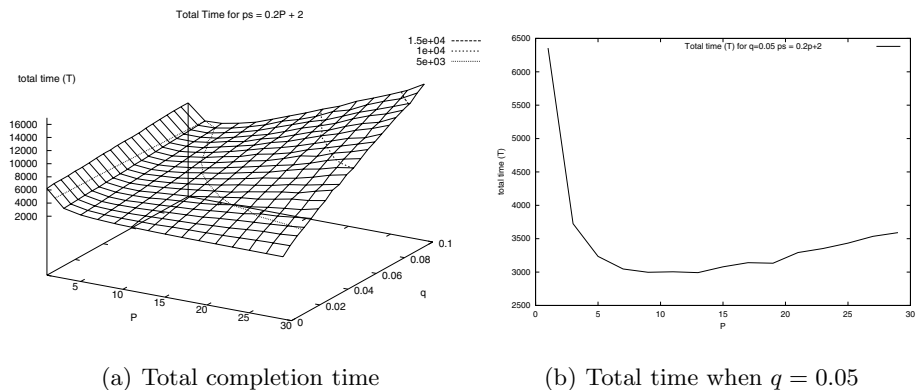 Total Time for ps = 0.2P + 2
1.5e+04
1e+04
5e+03
total time (T)
16000
14000
12000
10000
8000
6000
4000
2000
5
10
15
20
25
30
P
0
0.02
0.04
0.06
0.08
0.1
q
(a) Total completion time
Total time (T) for q=0.05 ps = 0.2p+2
6500
6000
5500
5000
4500
4000
3500
3000
2500
total time (T)
0 5 10 15 20 25 30
P
(b) Total time when q = 0.05